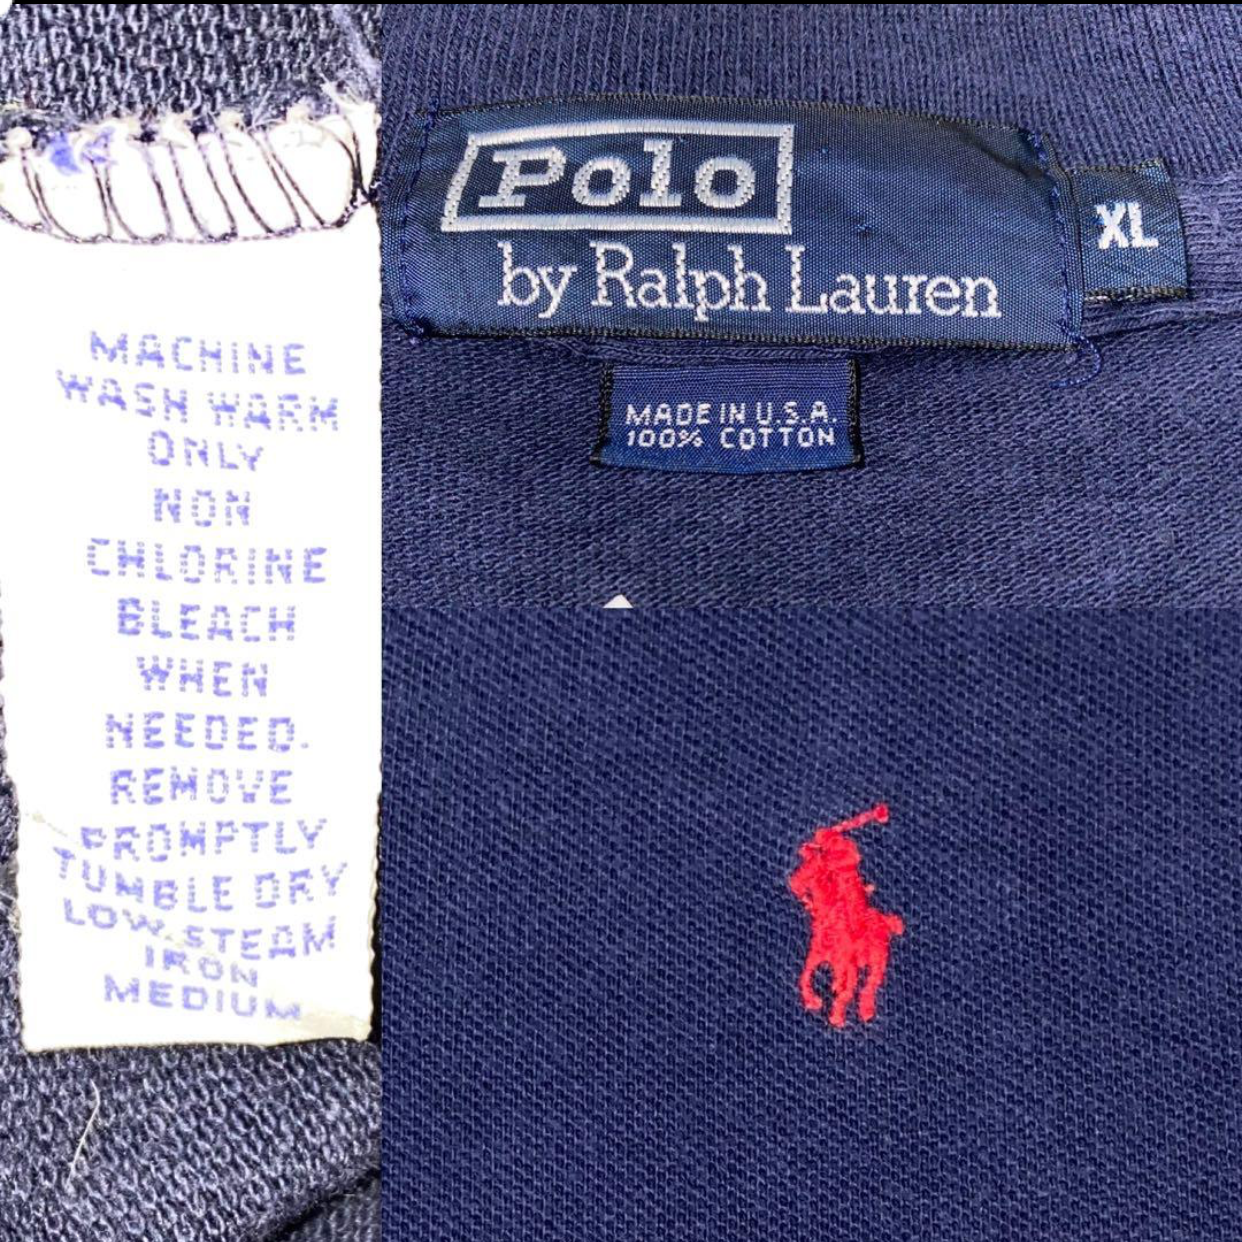 MACHINE
WASH WARM
ONLY
NON
CHLORINE
BLEACH
WHEN
NEEDED.
REMOVE
PROMPTLY
TUMBLE DRY
LOW. STEAM
IRON
MEDIUM
Polo
by Ralph Lauren
XL
MADE IN U.S.A.
100% COTTON